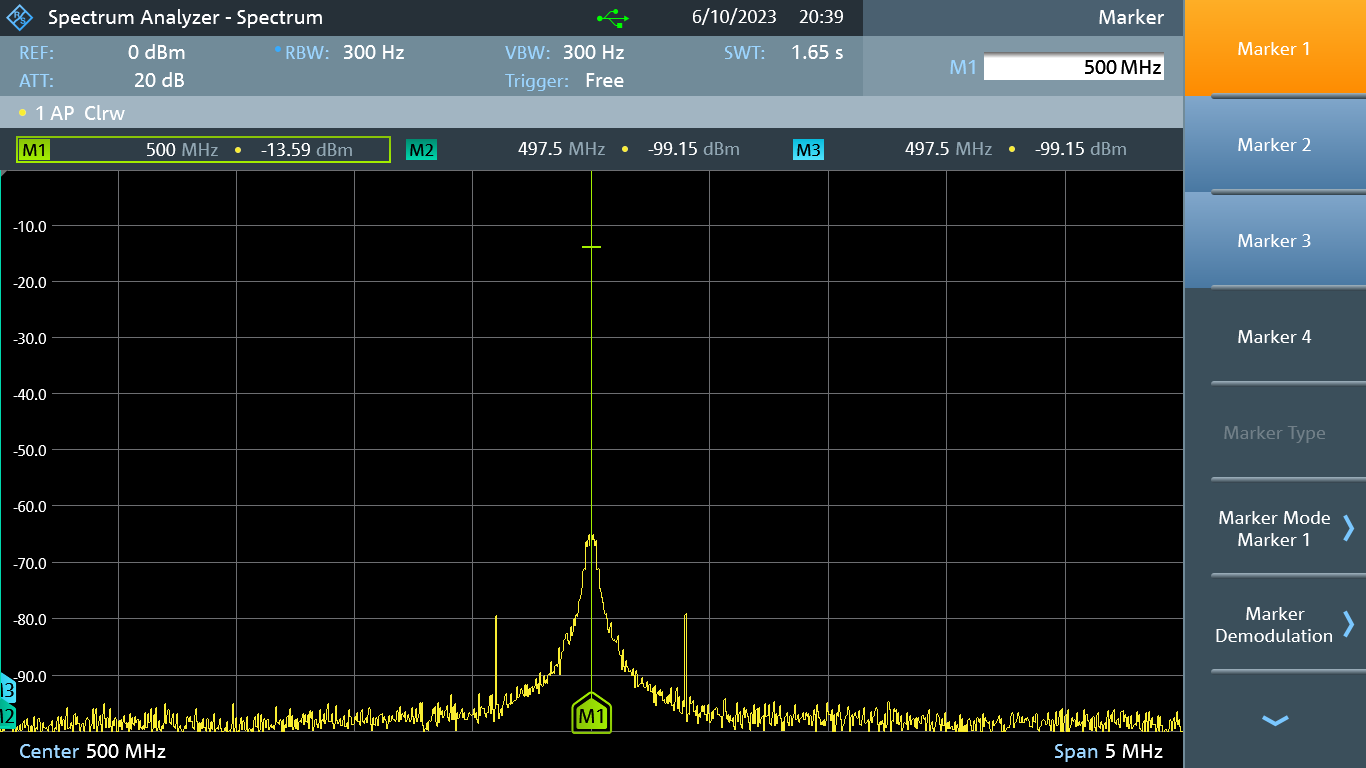 Spectrum Analyzer - Spectrum 6/10/2023 20:39 Marker
REF: 0 dBm RBW: 300 Hz VBW: 300 Hz SWT: 1.65 s
M1 500 MHz
ATT: 20 dB Trigger: Free
1 AP Clrw
M1 500 MHz • -13.59 dBm M2 497.5 MHz • -99.15 dBm M3 497.5 MHz • -99.15 dBm
-10.0
-20.0
-30.0
-40.0
-50.0
-60.0
-70.0
-80.0
-90.0
M1
Center 500 MHz Span 5 MHz
Marker 1
Marker 2
Marker 3
Marker 4
Marker Type
Marker Mode
Marker 1
Marker
Demodulation